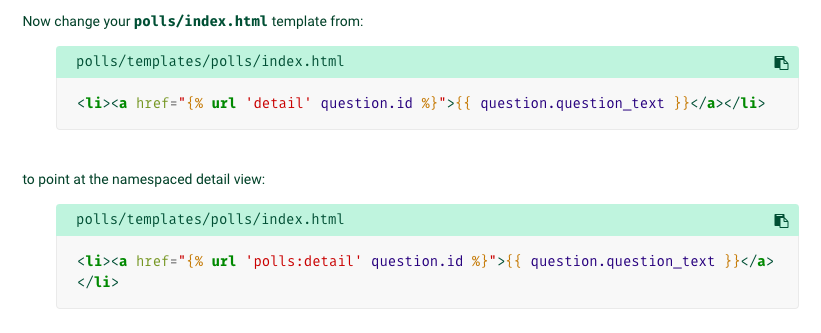 Now change your polls/index.html template from:
polls/templates/polls/index.html
<li><a href="{% url 'detail' question.id %}">{{ question.question_text }}</a></li>
to point at the namespaced detail view:
polls/templates/polls/index.html
<li><a href="{% url 'polls:detail' question.id %}">{{ question.question_text }}</a>
</li>